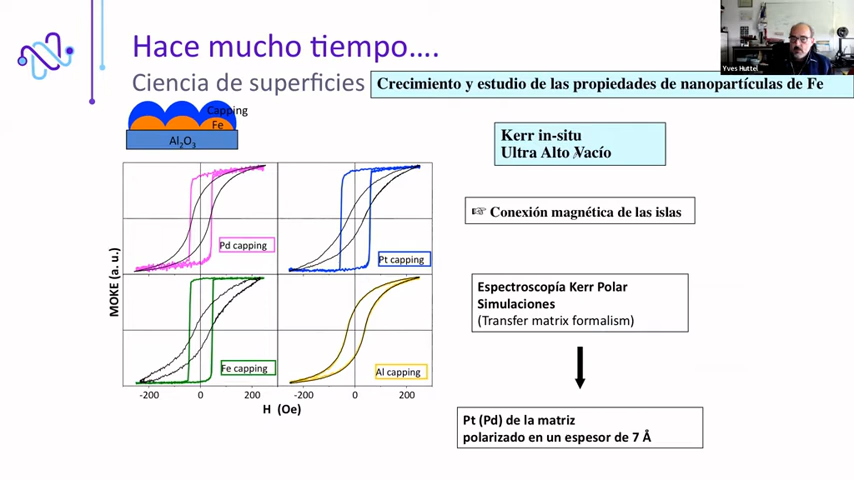 Hace mucho tiempo....
Ciencia de superficies
Crecimiento y estudio de las propiedades de nanopartículas de Fe
Yves Huttel
Capping
Fe
Al2O3
Kerr in-situ
Ultra Alto Vacío
☞ Conexión magnética de las islas
Espectroscopía Kerr Polar
Simulaciones
(Transfer matrix formalism)
Pt (Pd) de la matriz
polarizado en un espesor de 7 Å
MOKE (a. u.)
Pd capping
Pt capping
Fe capping
Al capping
-200 0 200 -200 0 200
H (Oe)